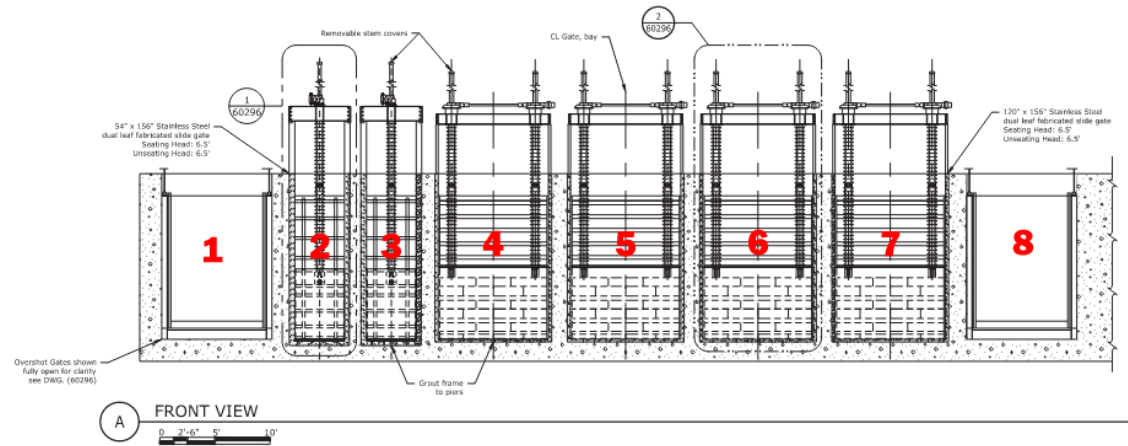 2
60296
Removable stem covers
CL Gate, bay
1
60296
54" x 156" Stainless Steel
dual leaf fabricated slide gate
Seating Head: 6.5'
Unseating Head: 6.5'
120" x 156" Stainless Steel
dual leaf fabricated slide gate
Seating Head: 6.5'
Unseating Head: 6.5'
1 2 3 4 5 6 7 8
Overshot Gates shown
fully open for clarity
see DWG. (60296)
Grout frame
to piers
A FRONT VIEW
0 2'-6" 5' 10'